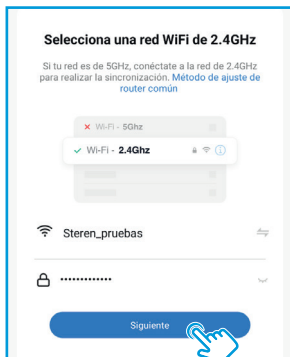 Selecciona una red WiFi de 2.4GHz
Si tu red es de 5GHz, conéctate a la red de 2.4GHz
para realizar la sincronización. Método de ajuste de
router común
Wi-Fi - 5Ghz
Wi-Fi - 2.4Ghz
Steren_pruebas
Siguiente